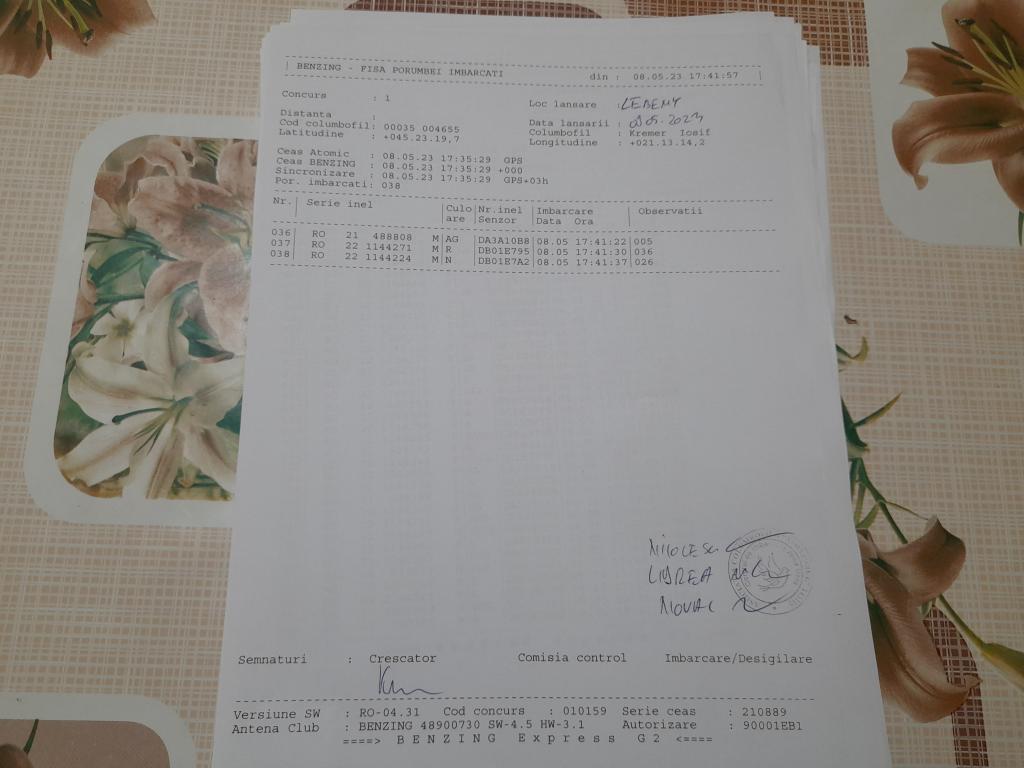 BENZING - FISA PORUMBEI IMBARCATI din : 08.05.23 17:41:57
Concurs : 1 Loc lansare : LEBENY
Distanta : Data lansarii : 09.05.2023
Cod columbofil: 00035 004655 Columbofil : Kremer Iosif
Latitudine : +045.23.19,7 Longitudine : +021.13.14,2
Ceas Atomic : 08.05.23 17:35:29 GPS
Ceas BENZING : 08.05.23 17:35:29 +000
Sincronizare : 08.05.23 17:35:29 GPS+03h
Por. imbarcati: 038
Nr. | Serie inel | Culo | Nr.inel | Imbarcare | Observatii
are | Senzor | Data Ora
036 | RO 21 488808 M | AG | DA3A10B8 | 08.05 17:41:22 | 005
037 | RO 22 1144271 M | R | DB01E795 | 08.05 17:41:30 | 036
038 | RO 22 1144224 M | N | DB01E7A2 | 08.05 17:41:37 | 026
LIDREA
NOVAC
Semnaturi : Crescator Comisia control Imbarcare/Desigilare
Versiune SW : RO-04.31 Cod concurs : 010159 Serie ceas : 210889
Antena Club : BENZING 48900730 SW-4.5 HW-3.1 Autorizare : 90001EB1
====> B E N Z I N G E x p r e s s G 2 <====